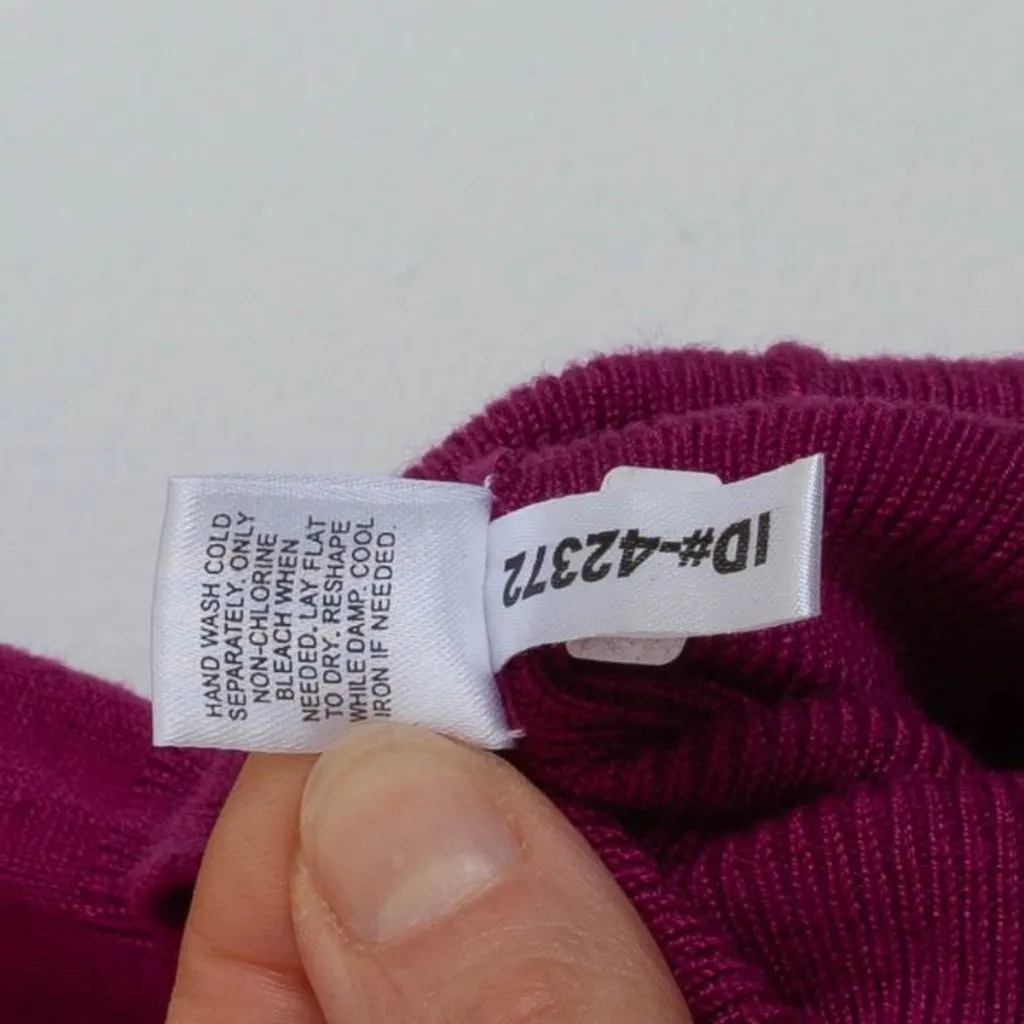 HAND WASH COLD
SEPARATELY. ONLY
NON-CHLORINE
BLEACH WHEN
NEEDED. LAY FLAT
TO DRY. RESHAPE
WHILE DAMP. COOL
IRON IF NEEDED.
ID#-42372